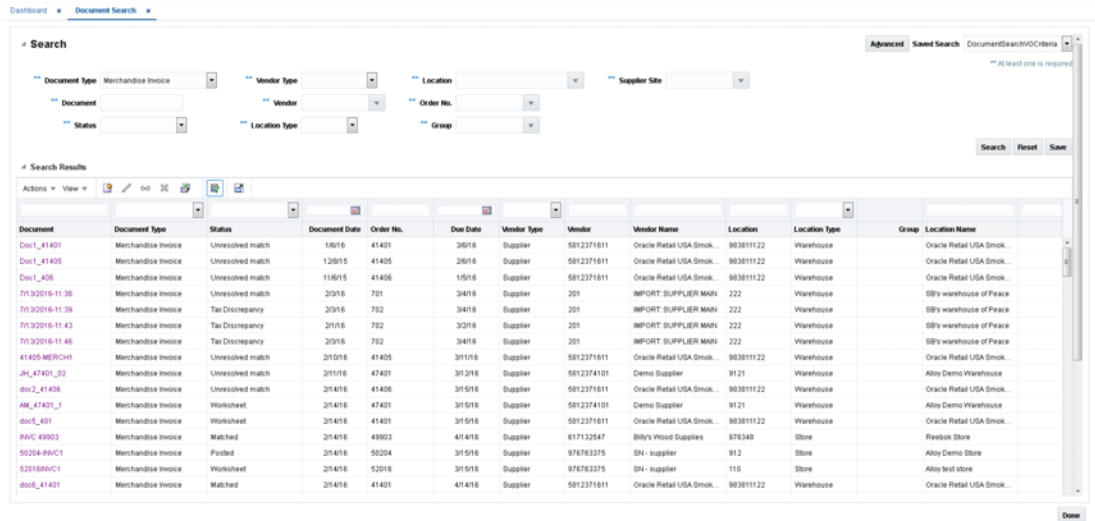 Dashboard × Document Search ×
Search
Advanced Saved Search DocumentSearchVOCriteria
** At least one is required
** Document Type Merchandise Invoice ** Vendor Type ** Location ** Supplier Site
** Document ** Vendor ** Order No.
** Status ** Location Type ** Group
Search Reset Save
Search Results
Actions View
Document Document Type Status Document Date Order No. Due Date Vendor Type Vendor Vendor Name Location Location Type Group Location Name
Doc1_41401 Merchandise Invoice Unresolved match 1/6/16 41401 3/6/16 Supplier 5812371611 Oracle Retail USA Smok... 983811122 Warehouse Oracle Retail USA Smok...
Doc1_41405 Merchandise Invoice Unresolved match 12/8/15 41405 2/6/16 Supplier 5812371611 Oracle Retail USA Smok... 983811122 Warehouse Oracle Retail USA Smok...
Doc1_406 Merchandise Invoice Unresolved match 11/6/15 41406 1/5/16 Supplier 5812371611 Oracle Retail USA Smok... 983811122 Warehouse Oracle Retail USA Smok...
7/13/2016-11:36 Merchandise Invoice Unresolved match 2/3/16 701 3/4/16 Supplier 201 IMPORT: SUPPLIER MAIN 222 Warehouse SB's warehouse of Peace
7/13/2016-11:39 Merchandise Invoice Tax Discrepancy 2/3/16 702 3/4/16 Supplier 201 IMPORT: SUPPLIER MAIN 222 Warehouse SB's warehouse of Peace
7/13/2016-11:43 Merchandise Invoice Tax Discrepancy 2/1/16 702 3/2/16 Supplier 201 IMPORT: SUPPLIER MAIN 222 Warehouse SB's warehouse of Peace
7/13/2016-11:46 Merchandise Invoice Tax Discrepancy 2/3/16 702 3/4/16 Supplier 201 IMPORT: SUPPLIER MAIN 222 Warehouse SB's warehouse of Peace
41405-MERCH1 Merchandise Invoice Unresolved match 2/10/16 41405 3/11/16 Supplier 5812371611 Oracle Retail USA Smok... 983811122 Warehouse Oracle Retail USA Smok...
JH_47401_02 Merchandise Invoice Unresolved match 2/11/16 47401 3/12/16 Supplier 5812374101 Demo Supplier 9121 Warehouse Alloy Demo Warehouse
doc2_41406 Merchandise Invoice Unresolved match 2/14/16 41406 3/15/16 Supplier 5812371611 Oracle Retail USA Smok... 983811122 Warehouse Oracle Retail USA Smok...
AM_47401_1 Merchandise Invoice Worksheet 2/14/16 47401 3/15/16 Supplier 5812374101 Demo Supplier 9121 Warehouse Alloy Demo Warehouse
doc5_401 Merchandise Invoice Worksheet 2/14/16 41401 3/15/16 Supplier 5812371611 Oracle Retail USA Smok... 983811122 Warehouse Oracle Retail USA Smok...
INVC 49903 Merchandise Invoice Matched 2/14/16 49903 4/14/16 Supplier 617132547 Billy's Wood Supplies 876348 Store Reebok Store
50204-INVC1 Merchandise Invoice Posted 2/14/16 50204 3/15/16 Supplier 976763375 SN - supplier 912 Store Alloy Demo Store
52016INVC1 Merchandise Invoice Worksheet 2/14/16 52016 3/15/16 Supplier 976763375 SN - supplier 110 Store Alloy test store
doc6_41401 Merchandise Invoice Matched 2/14/16 41401 4/14/16 Supplier 5812371611 Oracle Retail USA Smok... 983811122 Warehouse Oracle Retail USA Smok...
Done